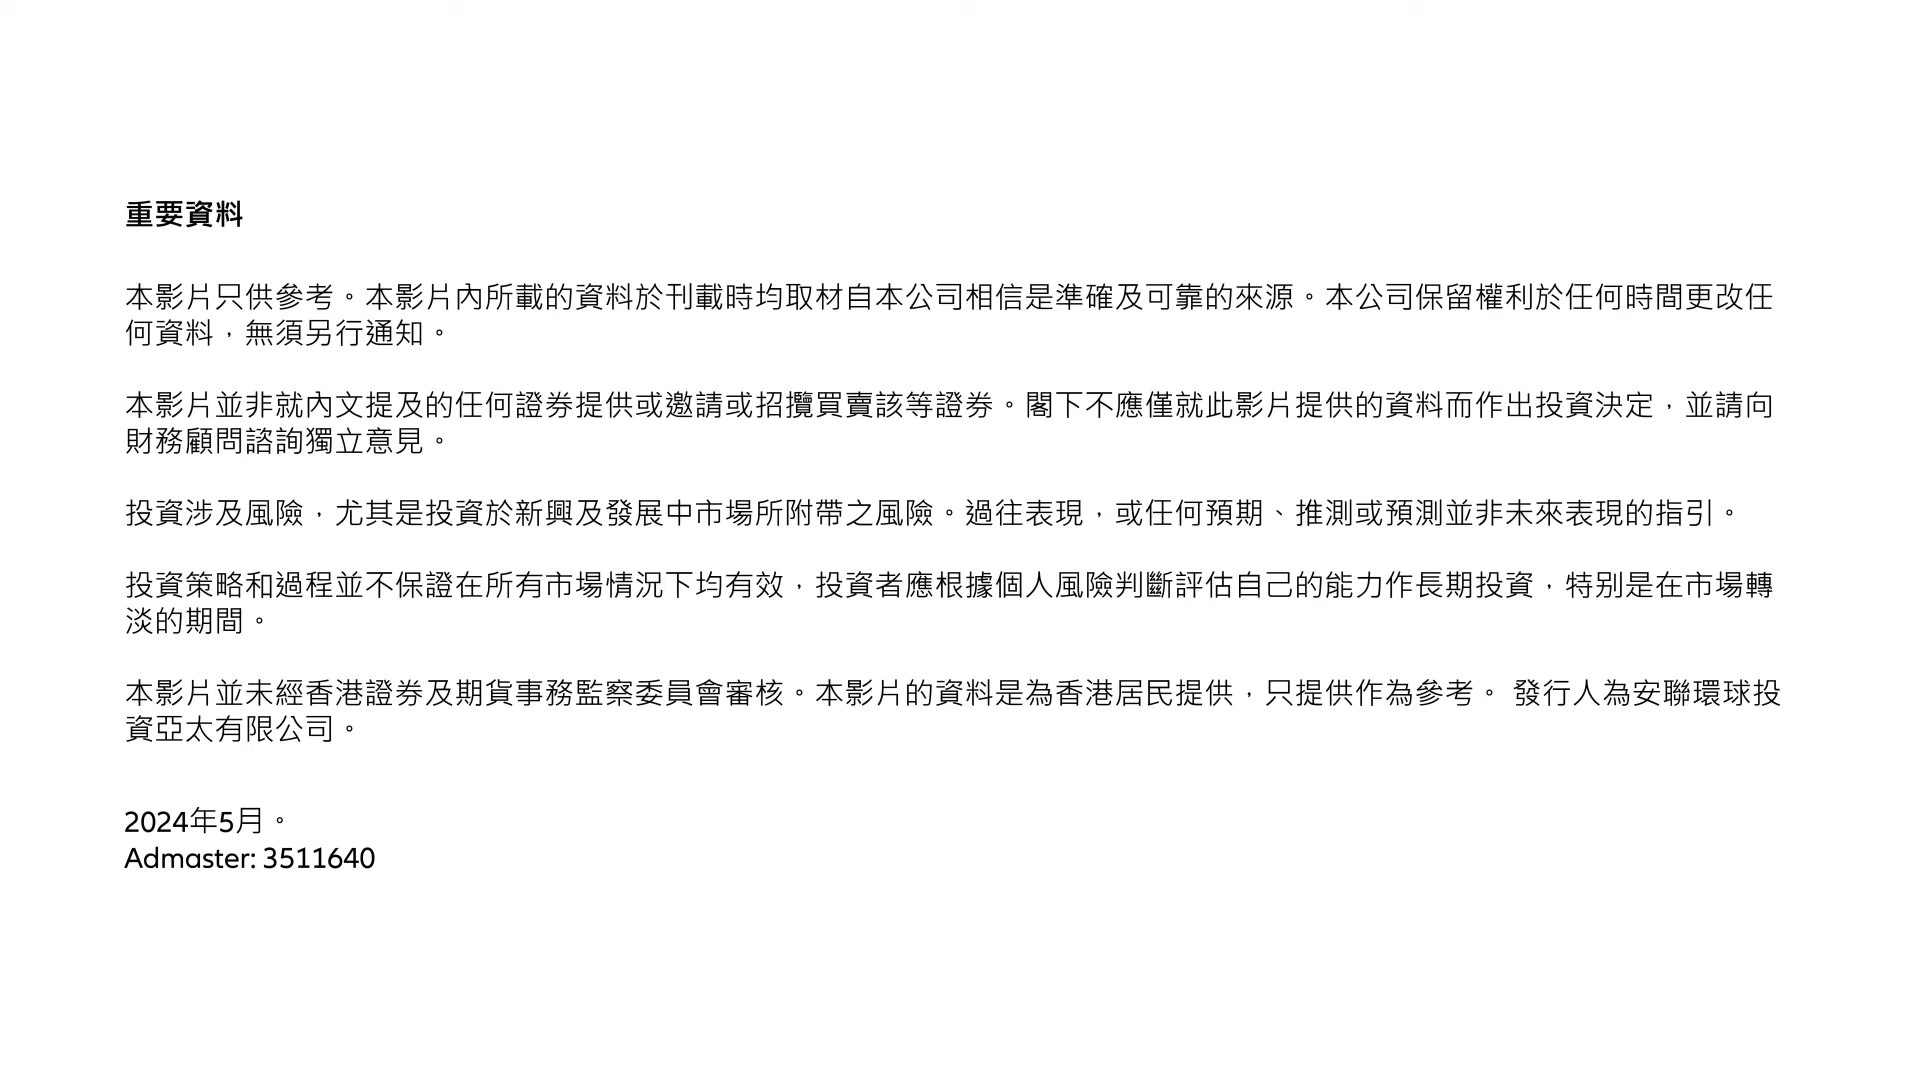 重要資料
本影片只供參考。本影片內所載的資料於刊載時均取材自本公司相信是準確及可靠的來源。本公司保留權利於任何時間更改任
何資料，無須另行通知。
本影片並非就內文提及的任何證券提供或邀請或招攬買賣該等證券。閣下不應僅就此影片提供的資料而作出投資決定，並請向
財務顧問諮詢獨立意見。
投資涉及風險，尤其是投資於新興及發展中市場所附帶之風險。過往表現，或任何預期、推測或預測並非未來表現的指引。
投資策略和過程並不保證在所有市場情況下均有效，投資者應根據個人風險判斷評估自己的能力作長期投資，特别是在市場轉
淡的期間。
本影片並未經香港證券及期貨事務監察委員會審核。本影片的資料是為香港居民提供，只提供作為參考。 發行人為安聯環球投
資亞太有限公司。
2024年5月。
Admaster: 3511640